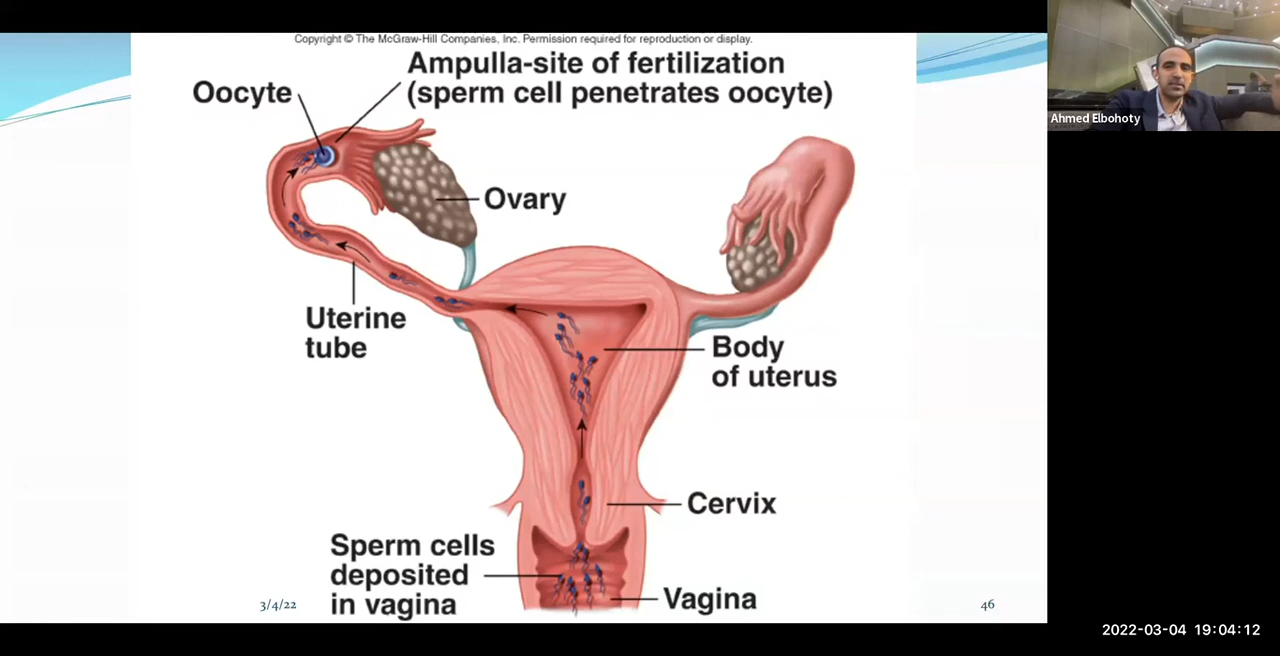 Copyright © The McGraw-Hill Companies, Inc. Permission required for reproduction or display.
Ampulla-site of fertilization
(sperm cell penetrates oocyte)
Oocyte
Ahmed Elbohoty
Ovary
Uterine
tube
Body
of uterus
Cervix
Sperm cells
deposited
in vagina
Vagina
3/4/22
46
2022-03-04 19:04:12